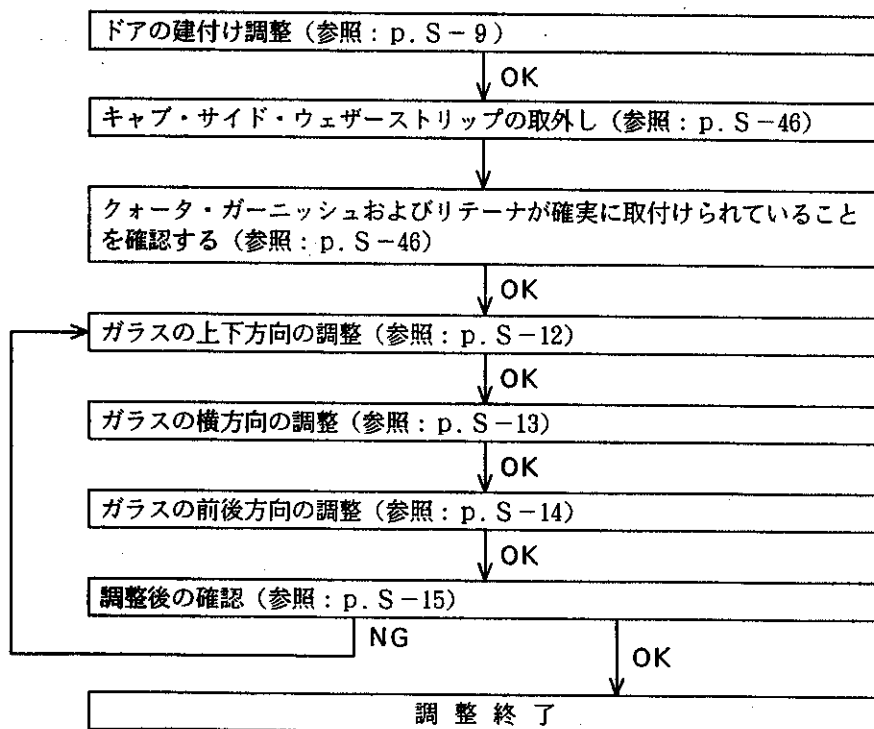 ドアの建付け調整（参照：p. S－9）
OK
キャブ・サイド・ウェザーストリップの取外し（参照：p. S－46）
クォータ・ガーニッシュおよびリテーナが確実に取付けられていること
を確認する（参照：p. S－46）
OK
ガラスの上下方向の調整（参照：p. S－12）
OK
ガラスの横方向の調整（参照：p. S－13）
OK
ガラスの前後方向の調整（参照：p. S－14）
OK
調整後の確認（参照：p. S－15）
NG
OK
調 整 終 了